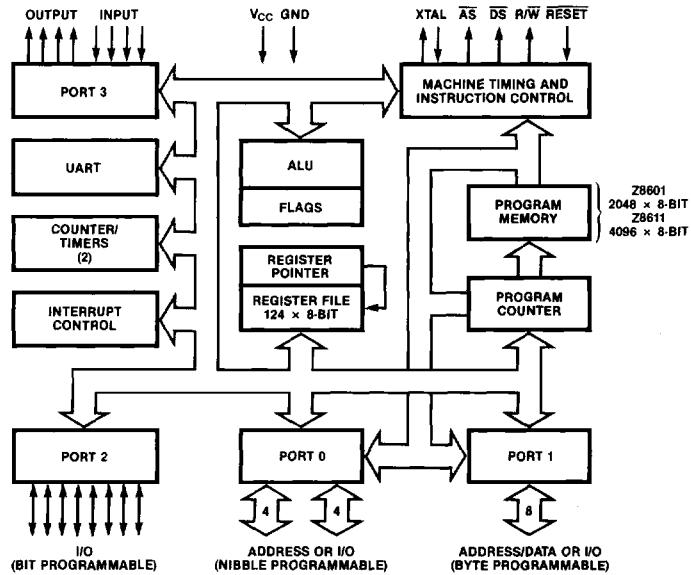 OUTPUT INPUT VCC GND XTAL AS DS R/W RESET
PORT 3
MACHINE TIMING AND
INSTRUCTION CONTROL
UART
ALU
FLAGS
PROGRAM
MEMORY
Z8601
2048 × 8-BIT
Z8611
4096 × 8-BIT
COUNTER/
TIMERS
(2)
REGISTER
POINTER
REGISTER FILE
124 × 8-BIT
PROGRAM
COUNTER
INTERRUPT
CONTROL
PORT 2
PORT 0
PORT 1
4
4
8
I/O
(BIT PROGRAMMABLE)
ADDRESS OR I/O
(NIBBLE PROGRAMMABLE)
ADDRESS/DATA OR I/O
(BYTE PROGRAMMABLE)